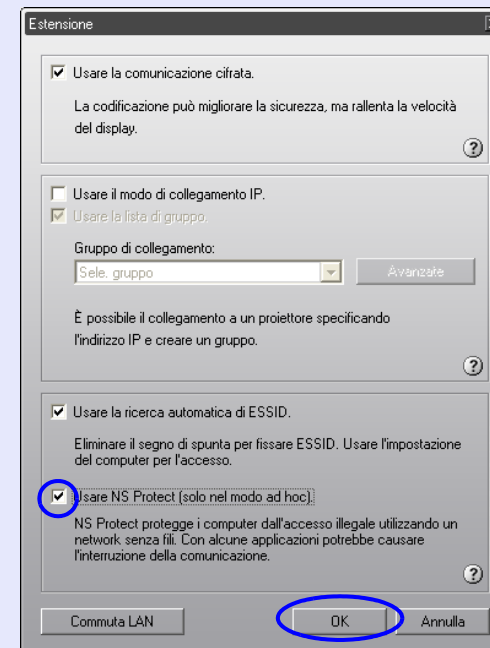 Estensione
Usare la comunicazione cifrata.
La codificazione può migliorare la sicurezza, ma rallenta la velocità
del display.
?
Usare il modo di collegamento IP.
Usare la lista di gruppo.
Gruppo di collegamento:
Sele. gruppo
Avanzate
È possibile il collegamento a un proiettore specificando
l'indirizzo IP e creare un gruppo.
?
Usare la ricerca automatica di ESSID.
Eliminare il segno di spunta per fissare ESSID. Usare l'impostazione
del computer per l'accesso.
Usare NS Protect (solo nel modo ad hoc).
NS Protect protegge i computer dall'accesso illegale utilizzando un
network senza fili. Con alcune applicazioni potrebbe causare
l'interruzione della comunicazione.
?
Commuta LAN
OK
Annulla